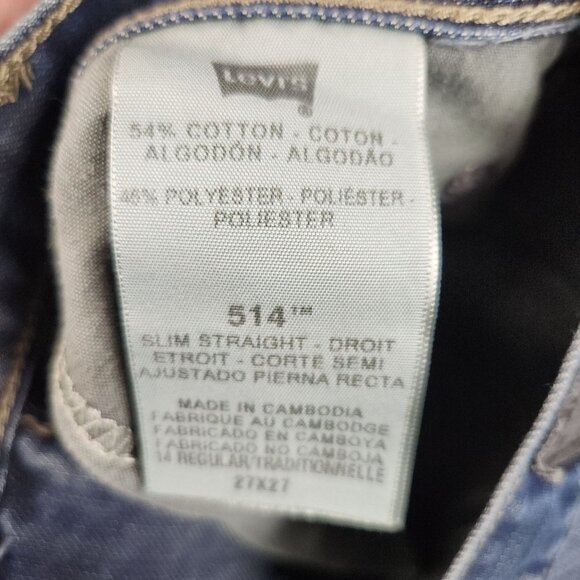 Levi's
®
54% COTTON - COTON -
ALGODÓN - ALGODÃO
46% POLYESTER - POLIÉSTER -
POLIESTER
514™
SLIM STRAIGHT - DROIT
ETROIT - CORTE SEMI
AJUSTADO PIERNA RECTA
MADE IN CAMBODIA
FABRIQUE AU CAMBODGE
FABRICADO EN CAMBOYA
FABRICADO NO CAMBOJA
14 REGULAR/TRADITIONNELLE
27X27